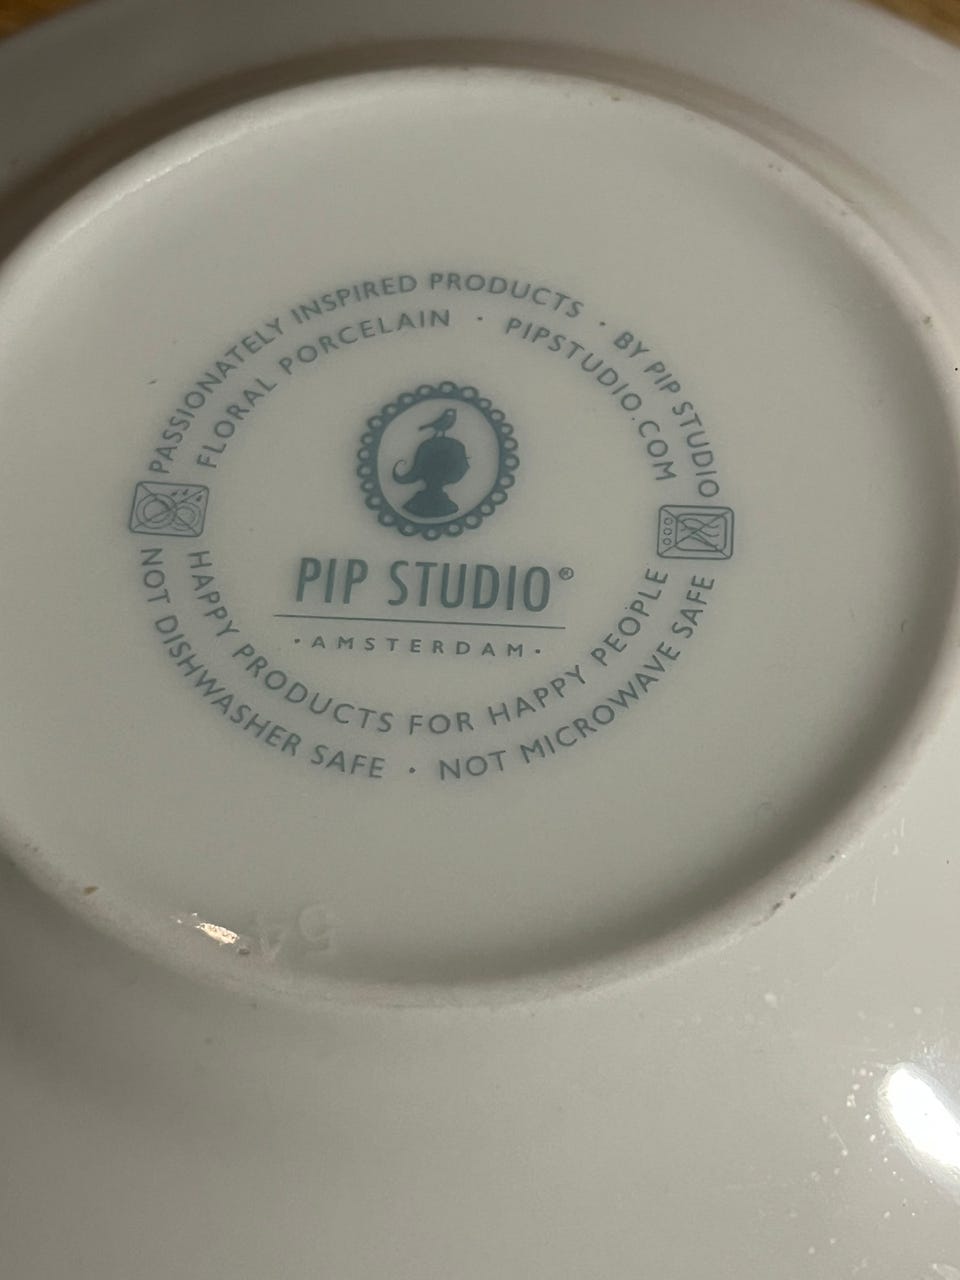 PASSIONATELY INSPIRED PRODUCTS · BY PIP STUDIO
FLORAL PORCELAIN · PIPSTUDIO.COM
PIP STUDIO®
·AMSTERDAM·
HAPPY PRODUCTS FOR HAPPY PEOPLE
NOT DISHWASHER SAFE · NOT MICROWAVE SAFE